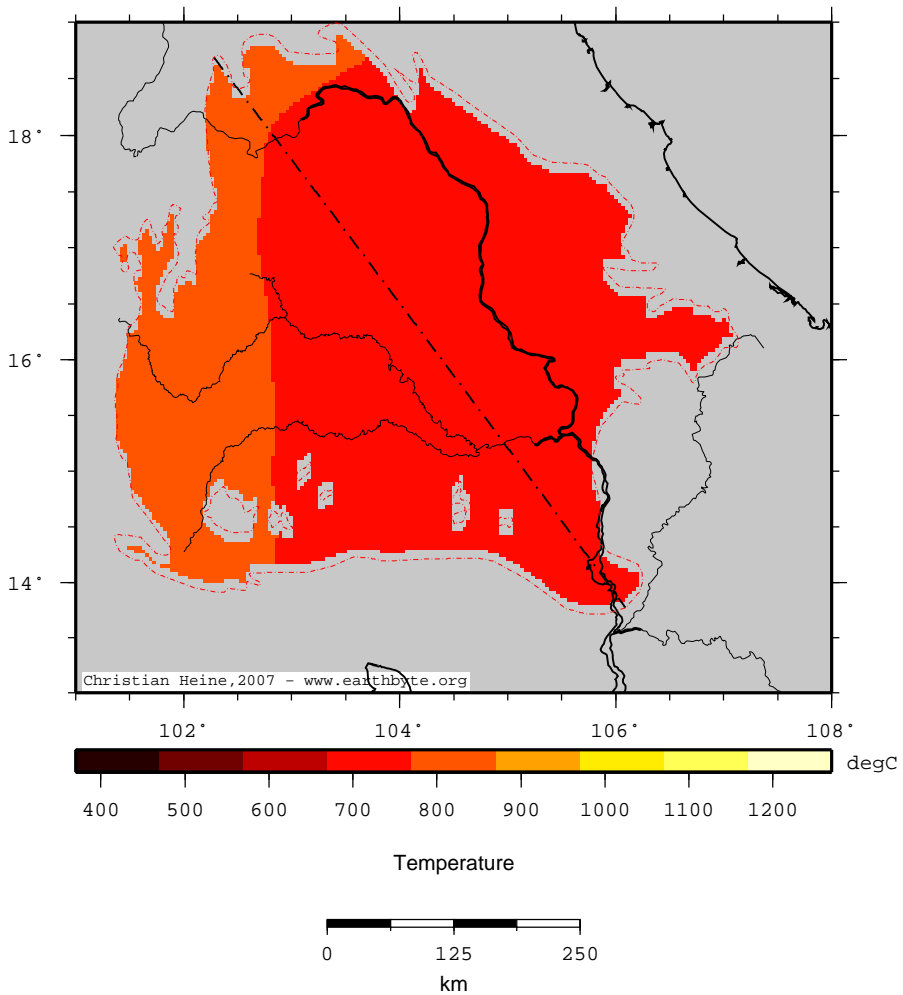 18°
16°
14°
Christian Heine,2007 - www.earthbyte.org
102° 104° 106° 108°
degC
400 500 600 700 800 900 1000 1100 1200
Temperature
0 125 250
km